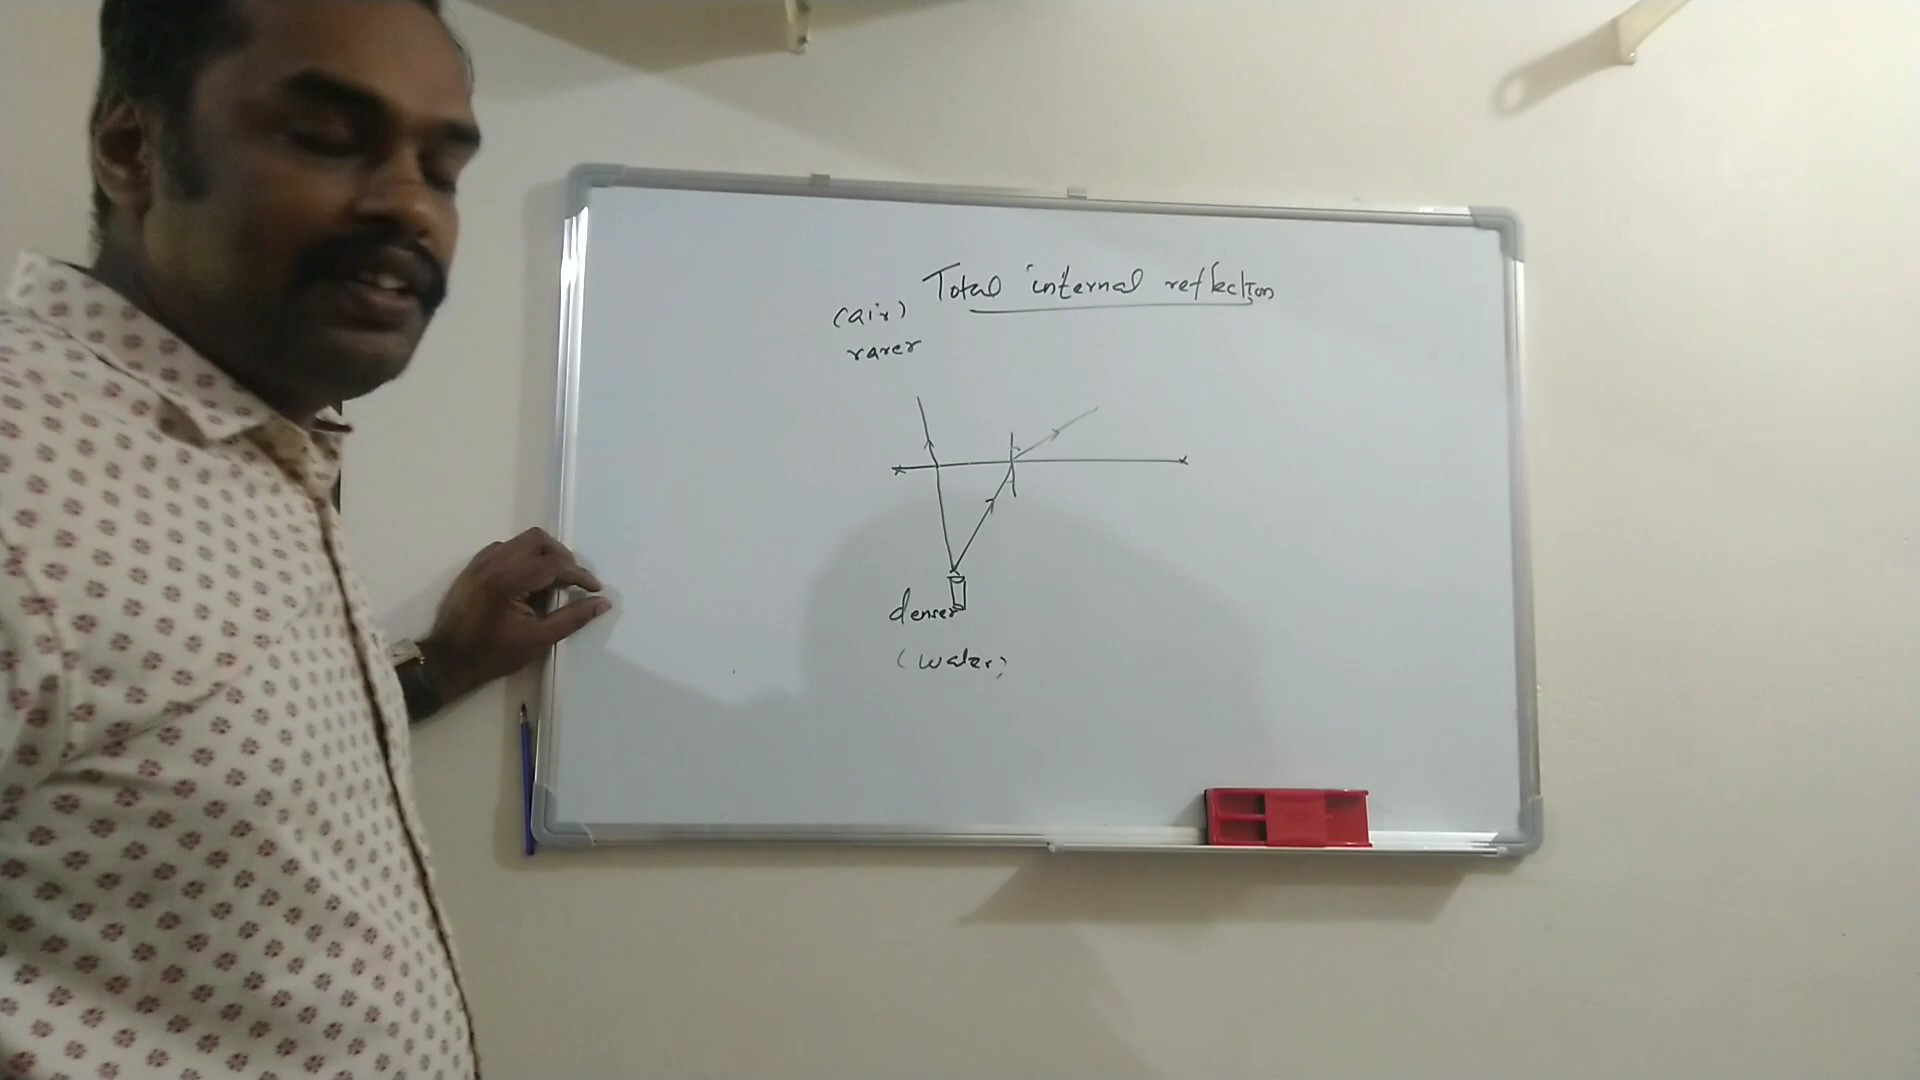 Total internal reflection
(air)
rarer
denser
(water)